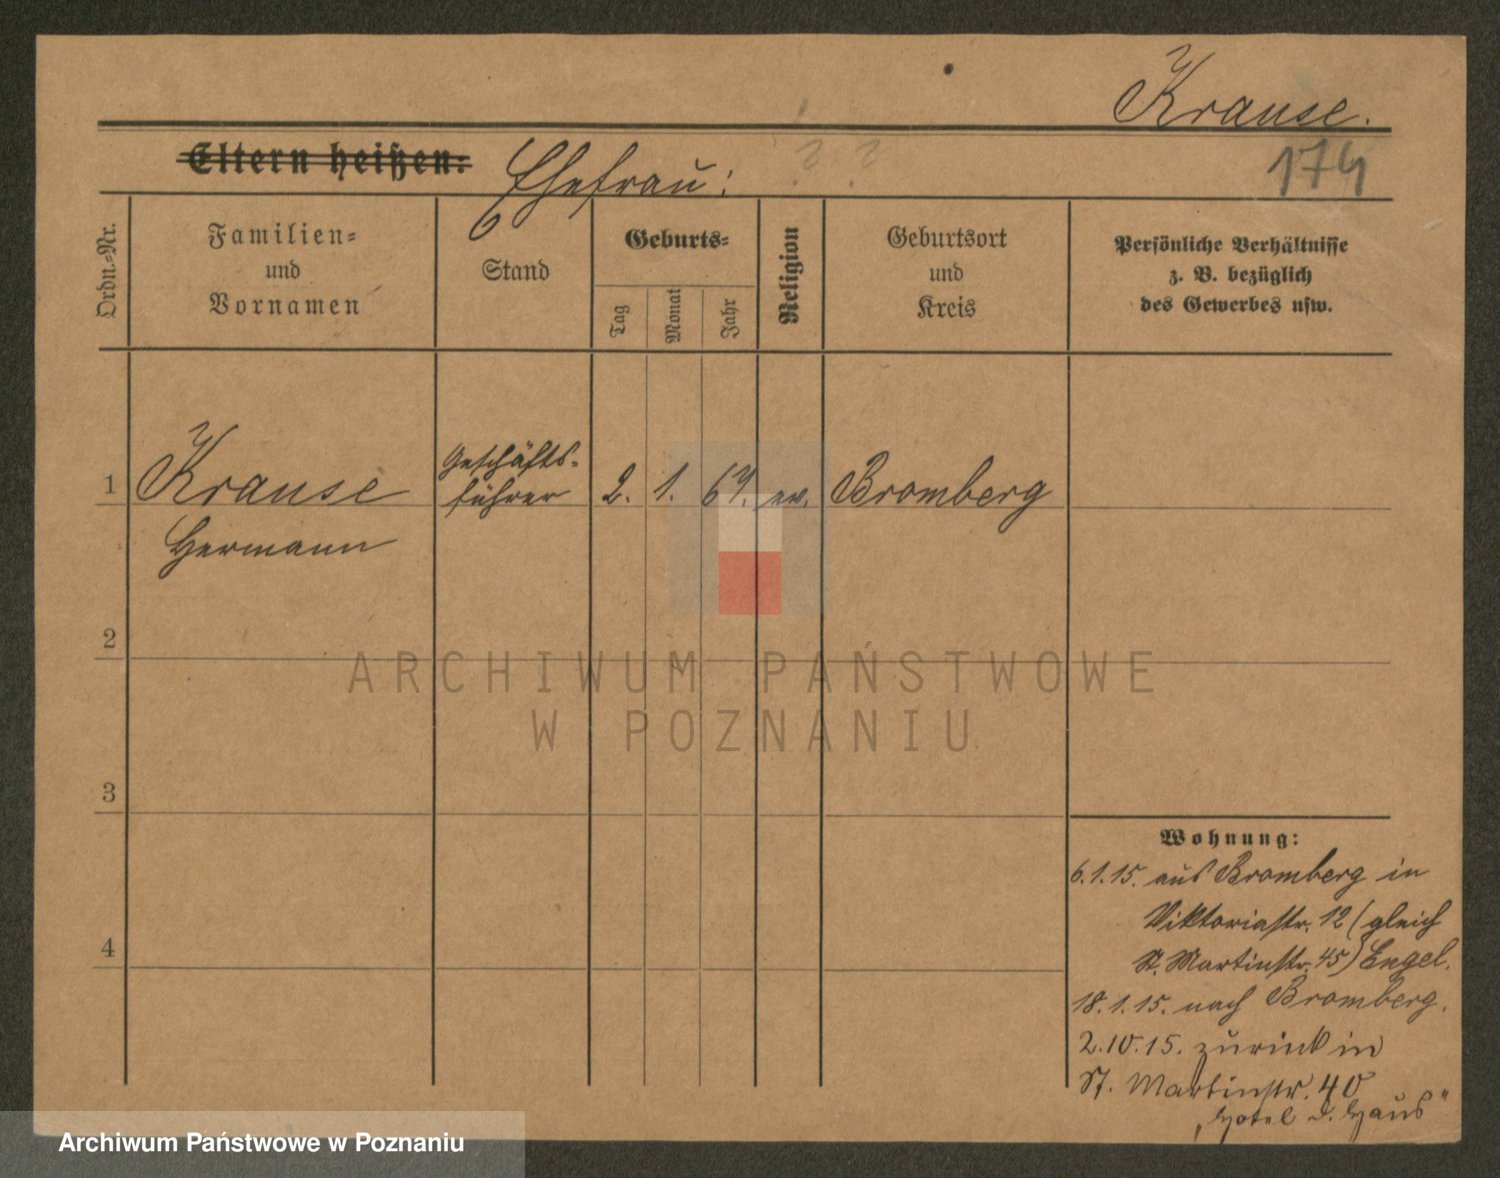 Krause.
174
Eltern heißen:
Ehefrau: ? ?
Ordn.-Nr.
Familien-
und
Vornamen
Stand
Geburts-
Tag
Monat
Jahr
Religion
Geburtsort
und
Kreis
Persönliche Verhältnisse
z. B. bezüglich
des Gewerbes usw.
1
Krause
Hermann
Geschäfts-
führer
2. 1. 64. ev. Bromberg
2
3
4
ARCHIWUM PAŃSTWOWE
W POZNANIU
Wohnung:
6.1.15. aus Bromberg in
Viktoriastr. 12 (gleich
St. Martinstr. 45) Engel.
18.1.15. nach Bromberg.
2.10.15. zurück in
St. Martinstr. 40
„Hotel d. Haus"
Archiwum Państwowe w Poznaniu